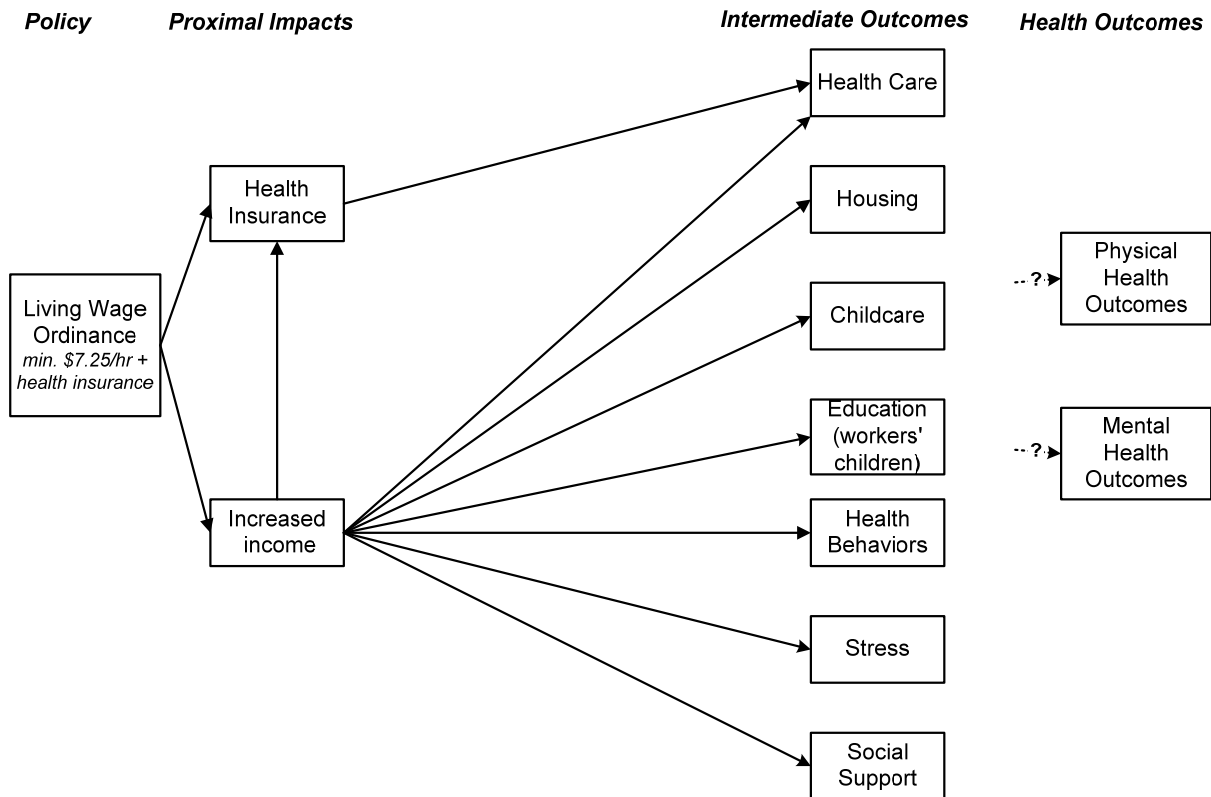 Policy
Proximal Impacts
Intermediate Outcomes
Health Outcomes
Living Wage
Ordinance
min. $7.25/hr +
health insurance
Health
Insurance
Increased
income
Health Care
Housing
Childcare
Education
(workers'
children)
Health
Behaviors
Stress
Social
Support
?
Physical
Health
Outcomes
?
Mental
Health
Outcomes